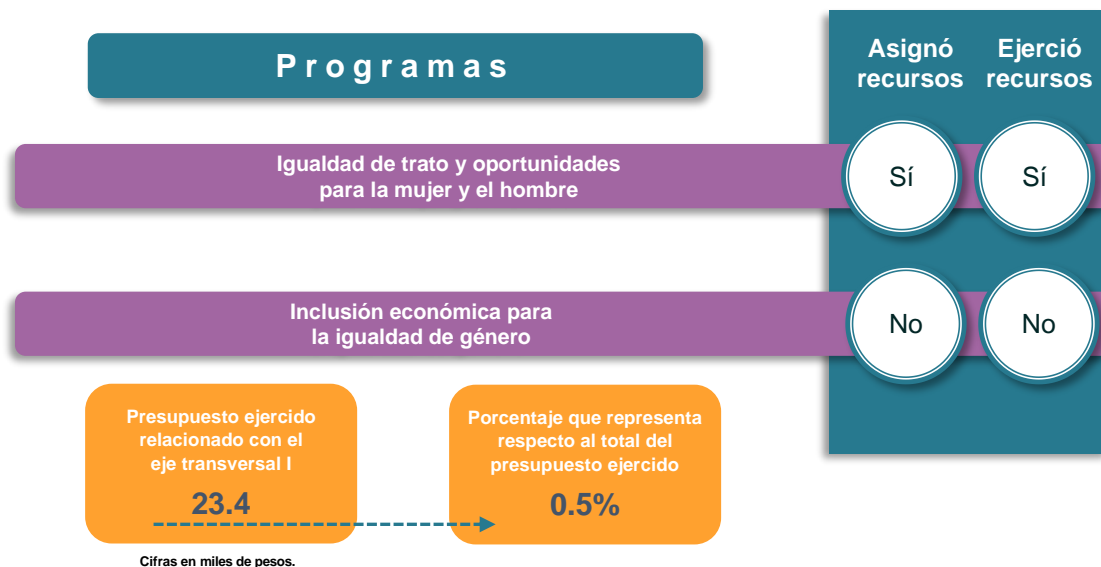 Programas
Asignó
recursos
Ejerció
recursos
Igualdad de trato y oportunidades
para la mujer y el hombre
Sí
Sí
Inclusión económica para
la igualdad de género
No
No
Presupuesto ejercido
relacionado con el
eje transversal I
23.4
Porcentaje que representa
respecto al total del
presupuesto ejercido
0.5%
Cifras en miles de pesos.